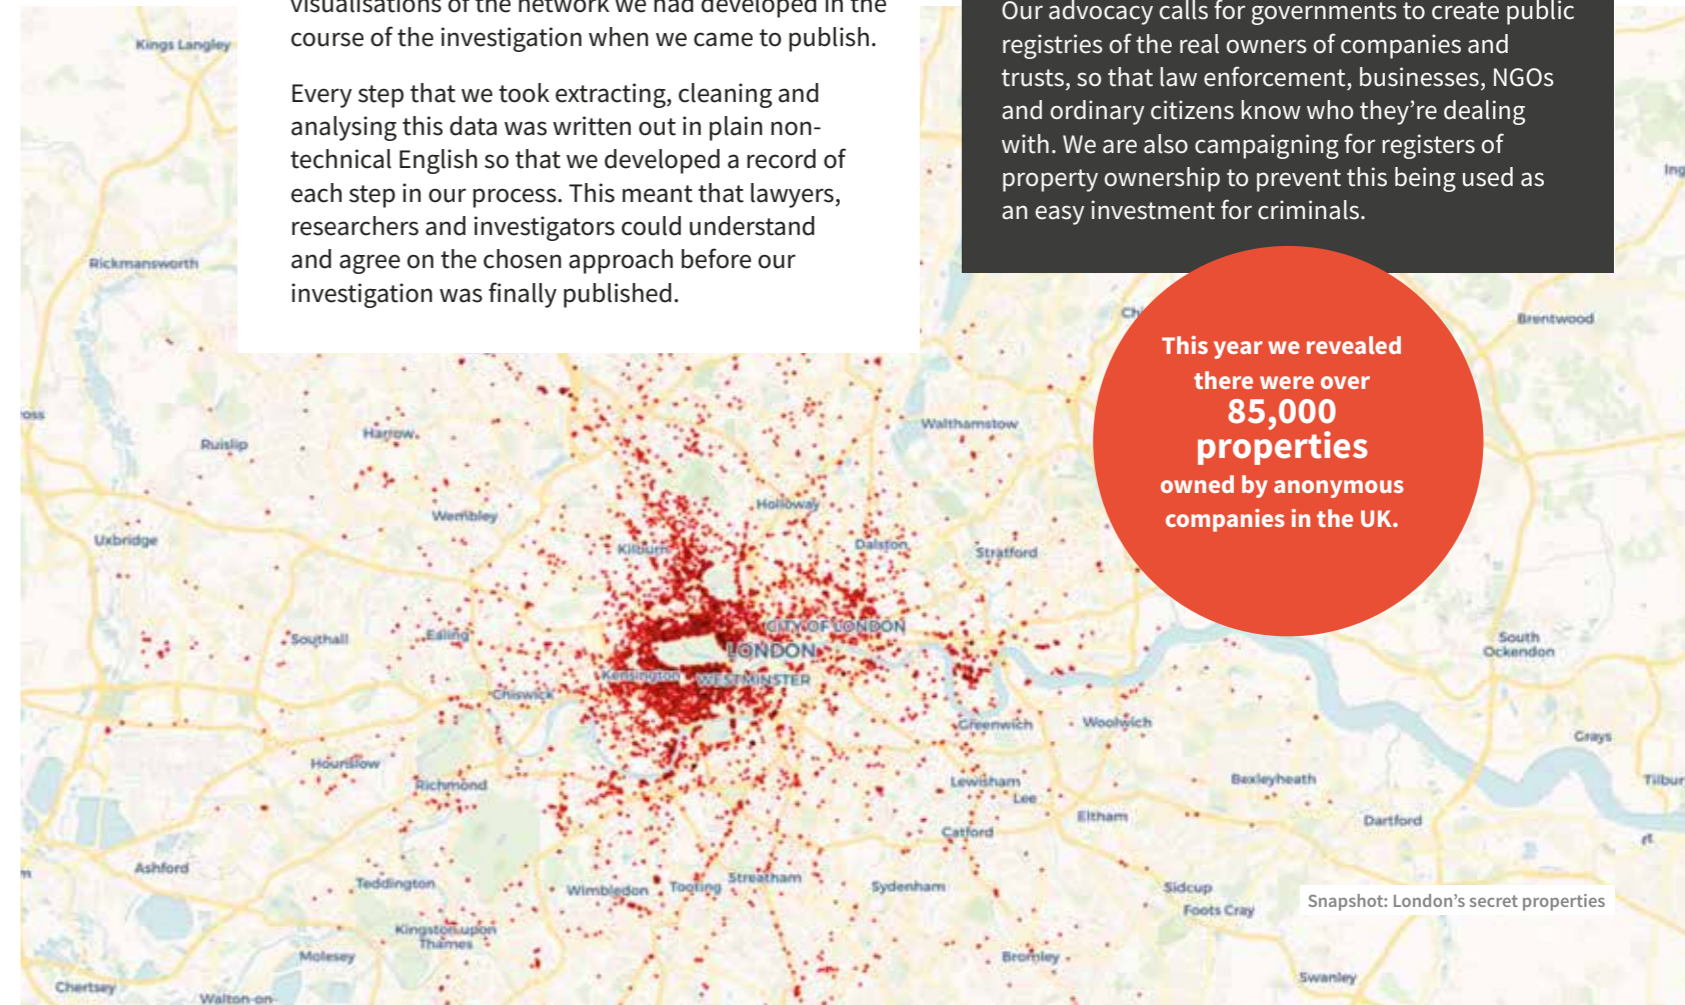 visualisations of the network we had developed in the
course of the investigation when we came to publish.
Every step that we took extracting, cleaning and
analysing this data was written out in plain non-
technical English so that we developed a record of
each step in our process. This meant that lawyers,
researchers and investigators could understand
and agree on the chosen approach before our
investigation was finally published.
Our advocacy calls for governments to create public
registries of the real owners of companies and
trusts, so that law enforcement, businesses, NGOs
and ordinary citizens know who they’re dealing
with. We are also campaigning for registers of
property ownership to prevent this being used as
an easy investment for criminals.
This year we revealed
there were over
85,000
properties
owned by anonymous
companies in the UK.
Kings Langley
Rickmansworth
Brentwood
Walthamstow
Harrow
Ruislip
Holloway
Wembley
Uxbridge
Kilburn
Dalston
Stratford
CITY OF LONDON
Southall
Ealing
LONDON
South
Ockendon
Kensington
WESTMINSTER
Chiswick
Greenwich
Woolwich
Grays
Hounslow
Richmond
Lewisham
Bexleyheath
Lee
Eltham
Dartford
Catford
Ashford
Teddington
Wimbledon
Tooting
Streatham
Sydenham
Sidcup
Foots Cray
Snapshot: London’s secret properties
Kingston upon
Thames
Molesey
Bromley
Swanley
Chertsey
Walton-on-